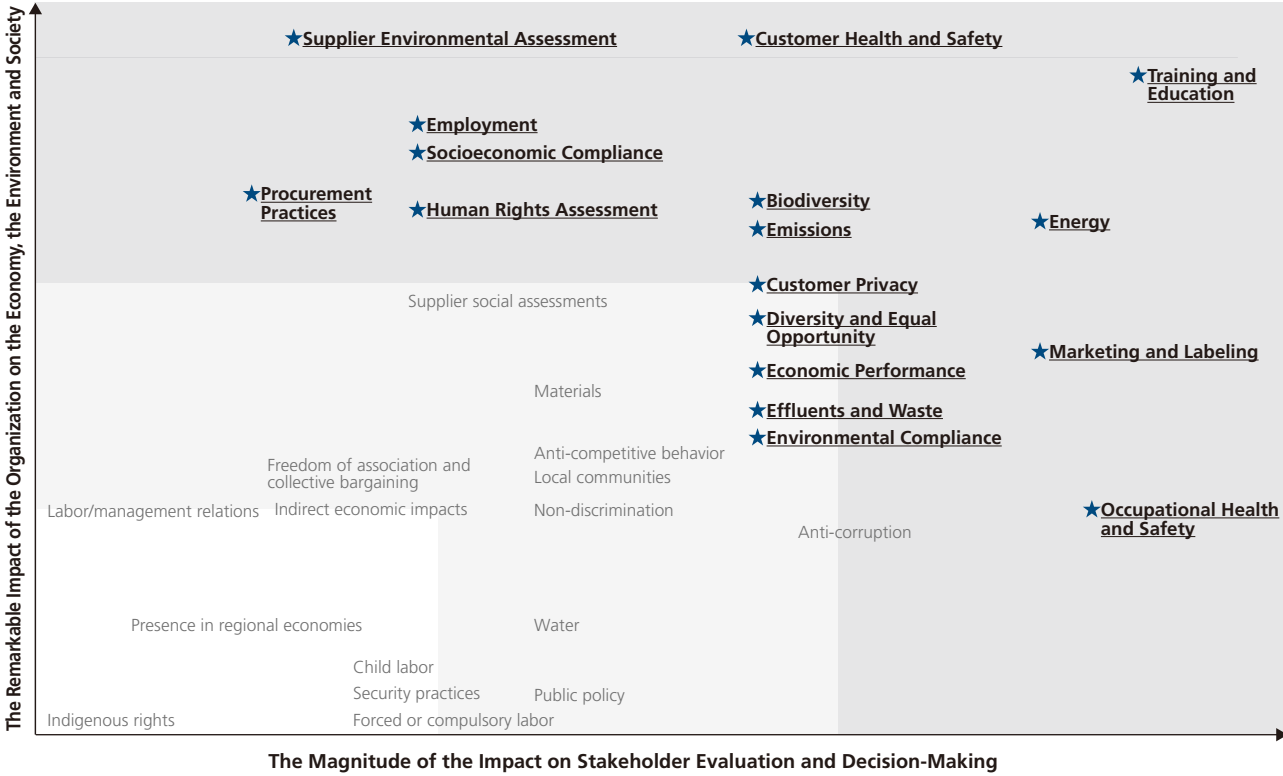 The Remarkable Impact of the Organization on the Economy, the Environment and Society
★Supplier Environmental Assessment
★Customer Health and Safety
★Training and
Education
★Employment
★Socioeconomic Compliance
★Procurement
Practices
★Human Rights Assessment
★Biodiversity
★Emissions
★Energy
★Customer Privacy
Supplier social assessments
★Diversity and Equal
Opportunity
★Marketing and Labeling
★Economic Performance
Materials
★Effluents and Waste
★Environmental Compliance
Anti-competitive behavior
Freedom of association and
collective bargaining
Local communities
Labor/management relations
Indirect economic impacts
Non-discrimination
★Occupational Health
and Safety
Anti-corruption
Presence in regional economies
Water
Child labor
Security practices
Public policy
Indigenous rights
Forced or compulsory labor
The Magnitude of the Impact on Stakeholder Evaluation and Decision-Making